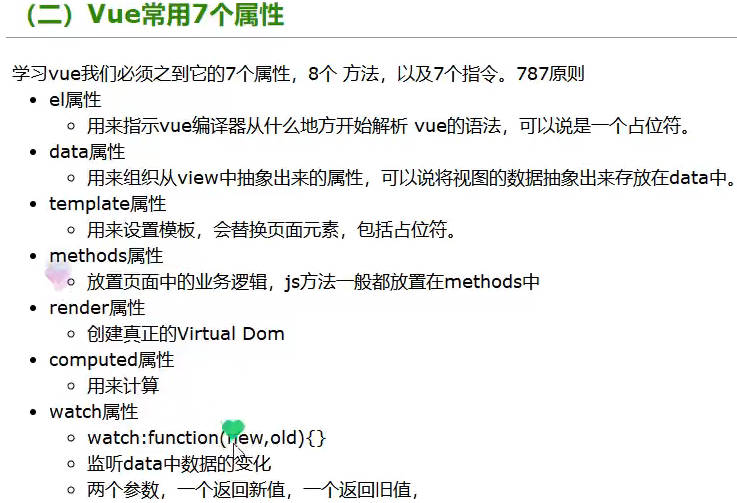 （二）Vue常用7个属性
学习vue我们必须之到它的7个属性，8个 方法，以及7个指令。787原则
el属性
用来指示vue编译器从什么地方开始解析 vue的语法，可以说是一个占位符。
data属性
用来组织从view中抽象出来的属性，可以说将视图的数据抽象出来存放在data中。
template属性
用来设置模板，会替换页面元素，包括占位符。
methods属性
放置页面中的业务逻辑，js方法一般都放置在methods中
render属性
创建真正的Virtual Dom
computed属性
用来计算
watch属性
watch:function(new,old){}
监听data中数据的变化
两个参数，一个返回新值，一个返回旧值，